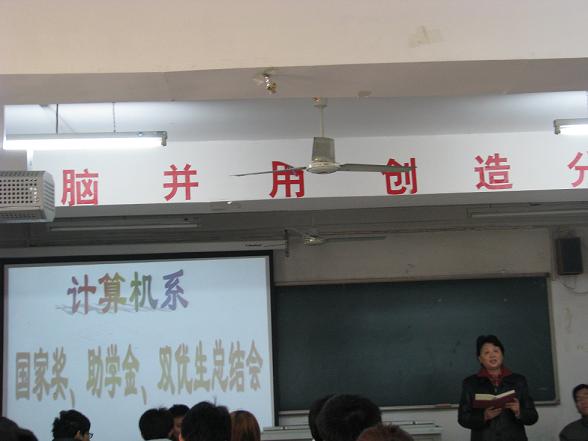 脑并用创造
计算机系
国家奖、助学金、双优生总结会